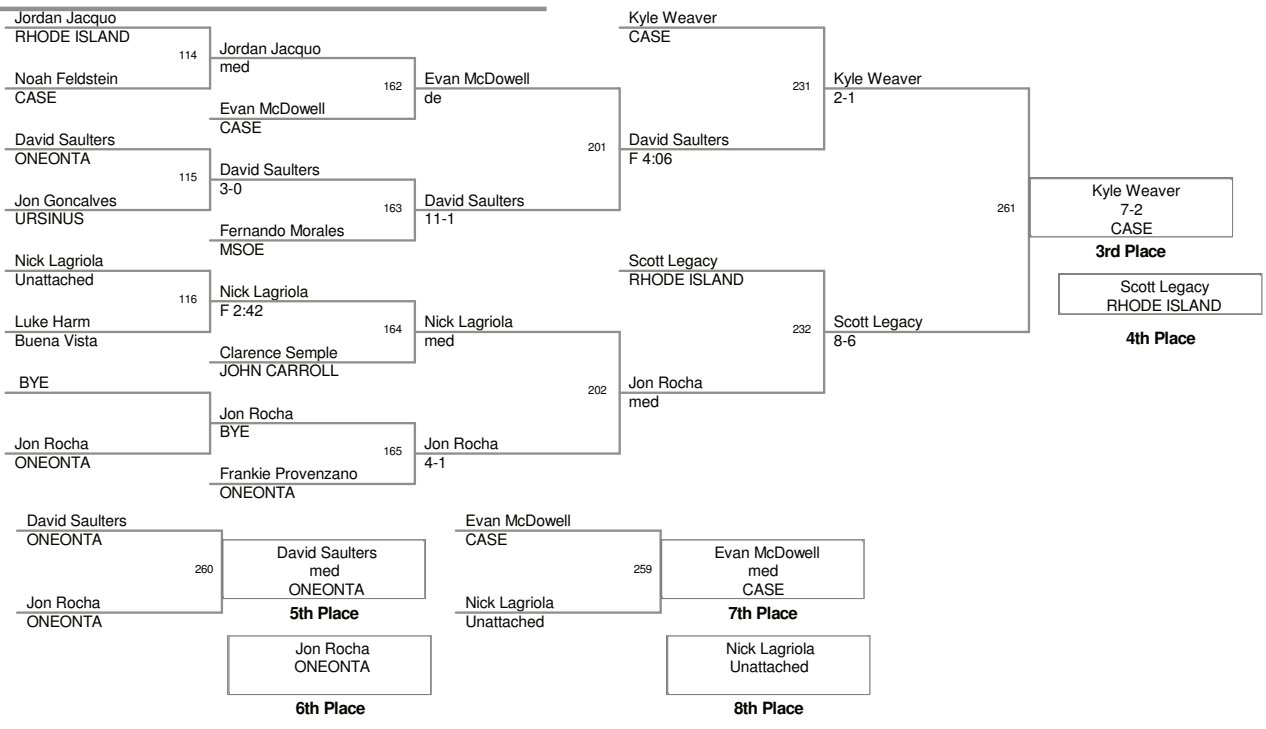 Jordan Jacquo
RHODE ISLAND
114
Noah Feldstein
CASE
David Saulters
ONEONTA
115
Jon Goncalves
URSINUS
Nick Lagriola
Unattached
116
Luke Harm
Buena Vista
BYE
Jon Rocha
ONEONTA
Jordan Jacquo
med
162
Evan McDowell
CASE
David Saulters
3-0
163
Fernando Morales
MSOE
Nick Lagriola
F 2:42
164
Clarence Semple
JOHN CARROLL
Jon Rocha
BYE
165
Frankie Provenzano
ONEONTA
Evan McDowell
de
201
David Saulters
11-1
Nick Lagriola
med
202
Jon Rocha
4-1
Kyle Weaver
CASE
231
David Saulters
F 4:06
Scott Legacy
RHODE ISLAND
232
Jon Rocha
med
Kyle Weaver
2-1
261
Scott Legacy
8-6
Kyle Weaver
7-2
CASE
3rd Place
Scott Legacy
RHODE ISLAND
4th Place
David Saulters
ONEONTA
260
Jon Rocha
ONEONTA
David Saulters
med
ONEONTA
5th Place
Jon Rocha
ONEONTA
6th Place
Evan McDowell
CASE
259
Nick Lagriola
Unattached
Evan McDowell
med
CASE
7th Place
Nick Lagriola
Unattached
8th Place